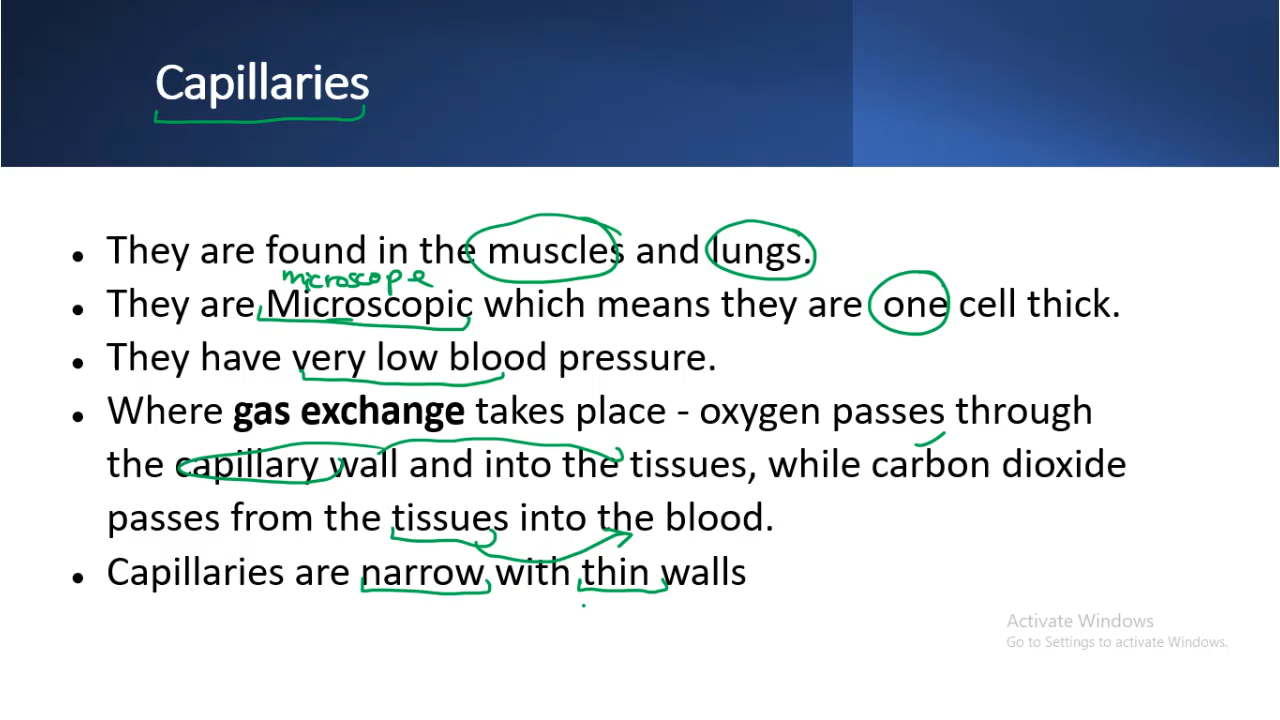 Capillaries
• They are found in the muscles and lungs.
microscope
• They are Microscopic which means they are one cell thick.
• They have very low blood pressure.
• Where gas exchange takes place - oxygen passes through
the capillary wall and into the tissues, while carbon dioxide
passes from the tissues into the blood.
• Capillaries are narrow with thin walls
Activate Windows
Go to Settings to activate Windows.